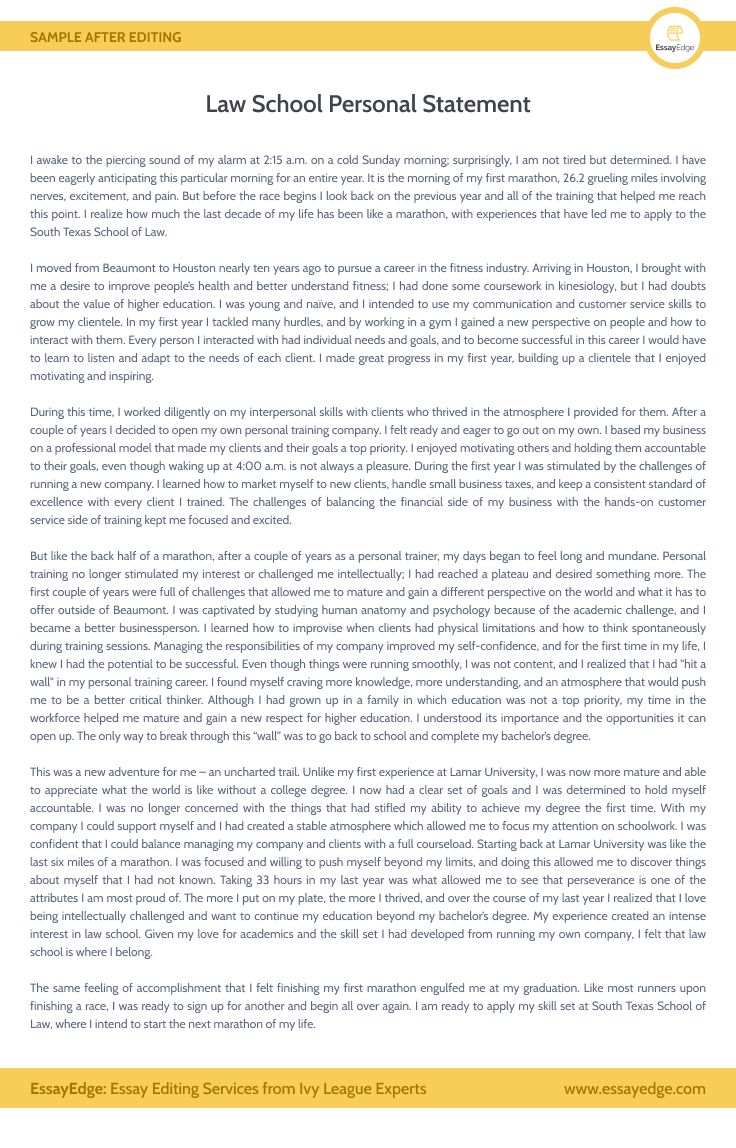 SAMPLE AFTER EDITING
EssayEdge
Law School Personal Statement
I awake to the piercing sound of my alarm at 2:15 a.m. on a cold Sunday morning; surprisingly, I am not tired but determined. I have
been eagerly anticipating this particular morning for an entire year. It is the morning of my first marathon, 26.2 grueling miles involving
nerves, excitement, and pain. But before the race begins I look back on the previous year and all of the training that helped me reach
this point. I realize how much the last decade of my life has been like a marathon, with experiences that have led me to apply to the
South Texas School of Law.
I moved from Beaumont to Houston nearly ten years ago to pursue a career in the fitness industry. Arriving in Houston, I brought with
me a desire to improve people's health and better understand fitness; I had done some coursework in kinesiology, but I had doubts
about the value of higher education. I was young and naïve, and I intended to use my communication and customer service skills to
grow my clientele. In my first year I tackled many hurdles, and by working in a gym I gained a new perspective on people and how to
interact with them. Every person I interacted with had individual needs and goals, and to become successful in this career I would have
to learn to listen and adapt to the needs of each client. I made great progress in my first year, building up a clientele that I enjoyed
motivating and inspiring.
During this time, I worked diligently on my interpersonal skills with clients who thrived in the atmosphere I provided for them. After a
couple of years I decided to open my own personal training company. I felt ready and eager to go out on my own. I based my business
on a professional model that made my clients and their goals a top priority. I enjoyed motivating others and holding them accountable
to their goals, even though waking up at 4:00 a.m. is not always a pleasure. During the first year I was stimulated by the challenges of
running a new company. I learned how to market myself to new clients, handle small business taxes, and keep a consistent standard of
excellence with every client I trained. The challenges of balancing the financial side of my business with the hands-on customer
service side of training kept me focused and excited.
But like the back half of a marathon, after a couple of years as a personal trainer, my days began to feel long and mundane. Personal
training no longer stimulated my interest or challenged me intellectually; I had reached a plateau and desired something more. The
first couple of years were full of challenges that allowed me to mature and gain a different perspective on the world and what it has to
offer outside of Beaumont. I was captivated by studying human anatomy and psychology because of the academic challenge, and I
became a better businessperson. I learned how to improvise when clients had physical limitations and how to think spontaneously
during training sessions. Managing the responsibilities of my company improved my self-confidence, and for the first time in my life, I
knew I had the potential to be successful. Even though things were running smoothly, I was not content, and I realized that I had "hit a
wall" in my personal training career. I found myself craving more knowledge, more understanding, and an atmosphere that would push
me to be a better critical thinker. Although I had grown up in a family in which education was not a top priority, my time in the
workforce helped me mature and gain a new respect for higher education. I understood its importance and the opportunities it can
open up. The only way to break through this “wall” was to go back to school and complete my bachelor's degree.
This was a new adventure for me – an uncharted trail. Unlike my first experience at Lamar University, I was now more mature and able
to appreciate what the world is like without a college degree. I now had a clear set of goals and I was determined to hold myself
accountable. I was no longer concerned with the things that had stifled my ability to achieve my degree the first time. With my
company I could support myself and I had created a stable atmosphere which allowed me to focus my attention on schoolwork. I was
confident that I could balance managing my company and clients with a full courseload. Starting back at Lamar University was like the
last six miles of a marathon. I was focused and willing to push myself beyond my limits, and doing this allowed me to discover things
about myself that I had not known. Taking 33 hours in my last year was what allowed me to see that perseverance is one of the
attributes I am most proud of. The more I put on my plate, the more I thrived, and over the course of my last year I realized that I love
being intellectually challenged and want to continue my education beyond my bachelor's degree. My experience created an intense
interest in law school. Given my love for academics and the skill set I had developed from running my own company, I felt that law
school is where I belong.
The same feeling of accomplishment that I felt finishing my first marathon engulfed me at my graduation. Like most runners upon
finishing a race, I was ready to sign up for another and begin all over again. I am ready to apply my skill set at South Texas School of
Law, where I intend to start the next marathon of my life.
EssayEdge: Essay Editing Services from Ivy League Experts
www.essayedge.com